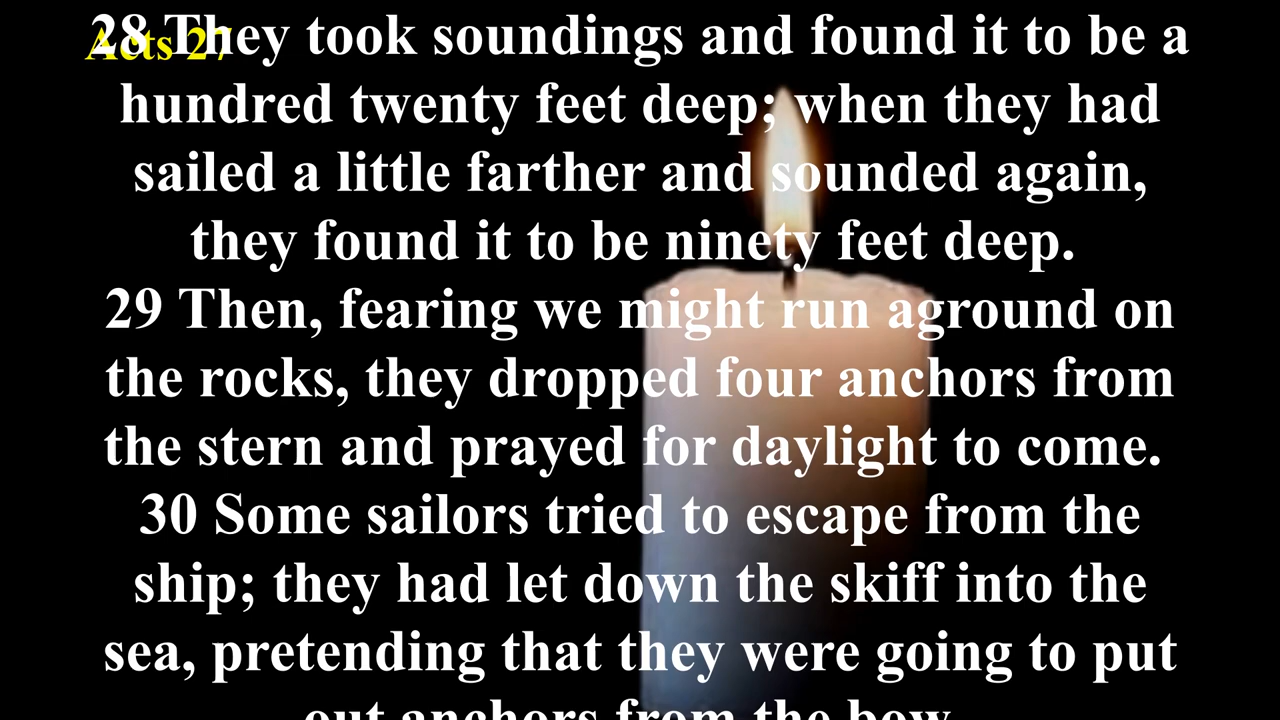 Acts 27
28 They took soundings and found it to be a
hundred twenty feet deep; when they had
sailed a little farther and sounded again,
they found it to be ninety feet deep.
29 Then, fearing we might run aground on
the rocks, they dropped four anchors from
the stern and prayed for daylight to come.
30 Some sailors tried to escape from the
ship; they had let down the skiff into the
sea, pretending that they were going to put
out anchors from the bow.